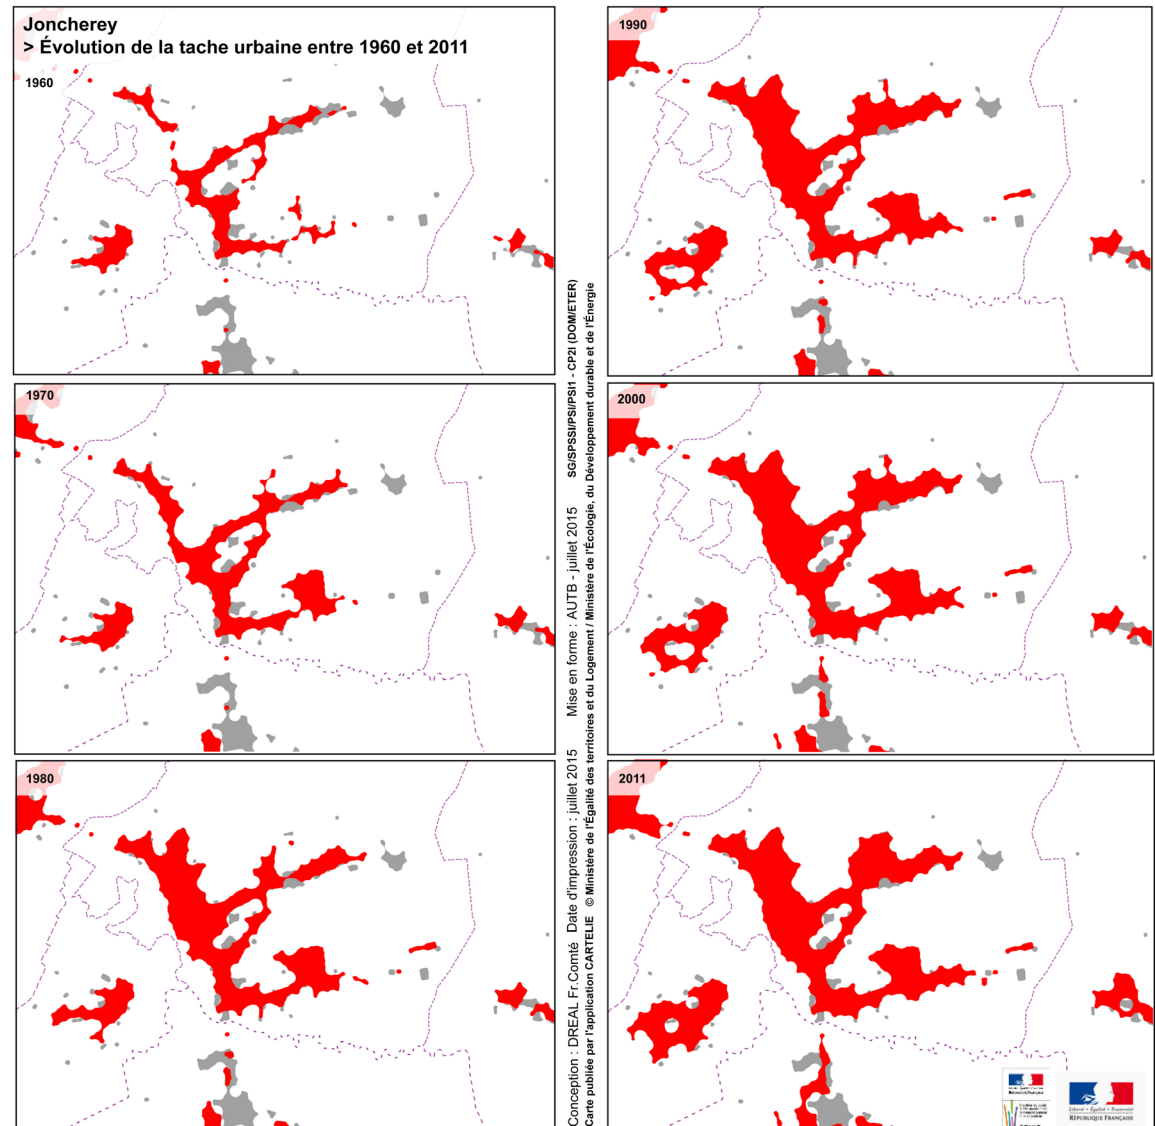 Joncherey
> Évolution de la tache urbaine entre 1960 et 2011
1960
1970
1980
1990
2000
2011
Conception : DREAL Fr.Comté Date d'impression : juillet 2015 Mise en forme : AUTB - juillet 2015 SG/SPSSI/PSI/PSI1 - CP2I (DOM/ETER)
Carte publiée par l'application CARTELIE © Ministère de l'Égalité des territoires et du Logement / Ministère de l'Écologie, du Développement durable et de l'Énergie
Liberté • Égalité • Fraternité
RÉPUBLIQUE FRANÇAISE